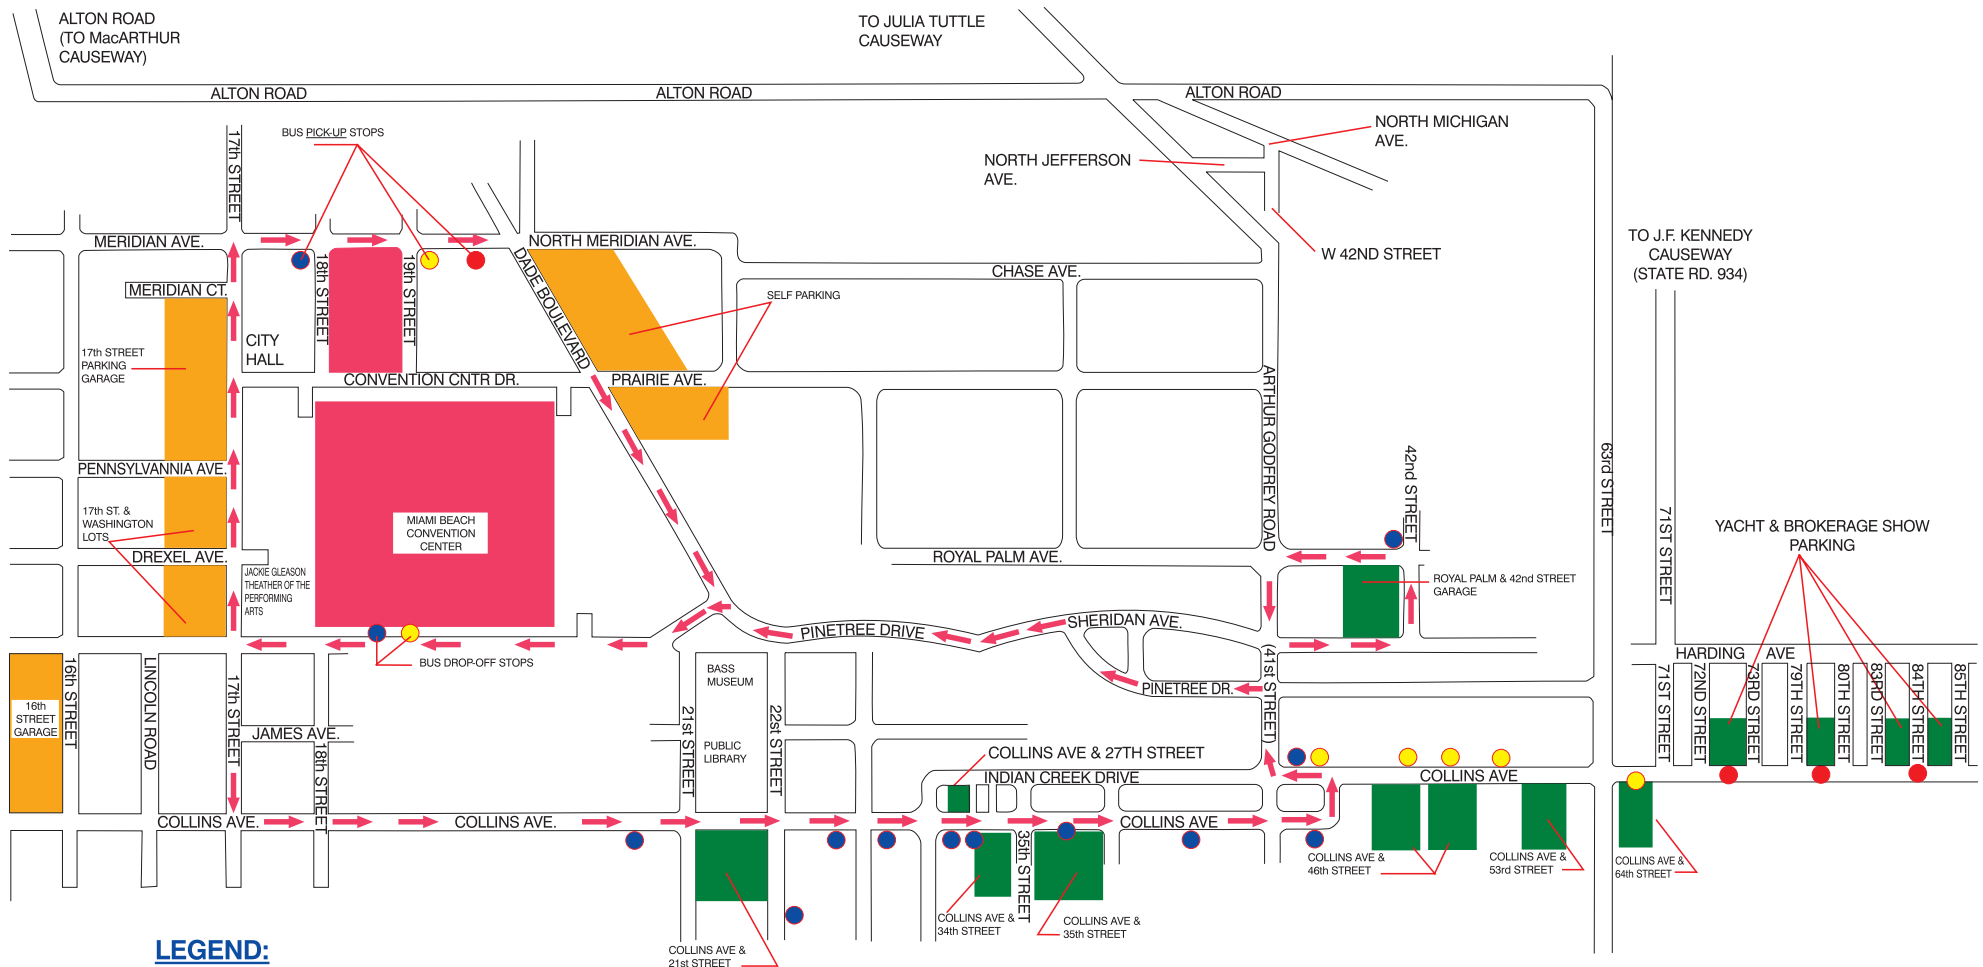 ALTON ROAD
(TO MacARTHUR
CAUSEWAY)
TO JULIA TUTTLE
CAUSEWAY
ALTON ROAD
ALTON ROAD
ALTON ROAD
NORTH MICHIGAN
AVE.
NORTH JEFFERSON
AVE.
W 42ND STREET
BUS PICK-UP STOPS
17th STREET
MERIDIAN AVE.
NORTH MERIDIAN AVE.
CHASE AVE.
TO J.F. KENNEDY
CAUSEWAY
(STATE RD. 934)
MERIDIAN CT.
18th STREET
19th STREET
DADE BOULEVARD
SELF PARKING
CITY
HALL
17th STREET
PARKING
GARAGE
CONVENTION CNTR DR.
PRAIRIE AVE.
ARTHUR GODFREY ROAD
42nd STREET
63rd STREET
71ST STREET
PENNSYLVANNIA AVE.
17th ST. &
WASHINGTON
LOTS
MIAMI BEACH
CONVENTION
CENTER
YACHT & BROKERAGE SHOW
PARKING
DREXEL AVE.
ROYAL PALM AVE.
JACKIE GLEASON
THEATHER OF THE
PERFORMING
ARTS
ROYAL PALM & 42nd STREET
GARAGE
PINETREE DRIVE
SHERIDAN AVE.
BUS DROP-OFF STOPS
BASS
MUSEUM
PINETREE DR.
(41st STREET)
HARDING AVE
16th
STREET
GARAGE
16th STREET
LINCOLN ROAD
17th STREET
18th STREET
JAMES AVE.
21st STREET
22st STREET
PUBLIC
LIBRARY
71ST STREET
72ND STREET
73RD STREET
79TH STREET
80TH STREET
83RD STREET
84TH STREET
85TH STREET
COLLINS AVE & 27TH STREET
INDIAN CREEK DRIVE
COLLINS AVE
COLLINS AVE.
COLLINS AVE.
COLLINS AVE
35th STREET
COLLINS AVE &
46th STREET
COLLINS AVE &
53rd STREET
COLLINS AVE &
64th STREET
COLLINS AVE &
34th STREET
COLLINS AVE &
35th STREET
COLLINS AVE &
21st STREET
LEGEND: